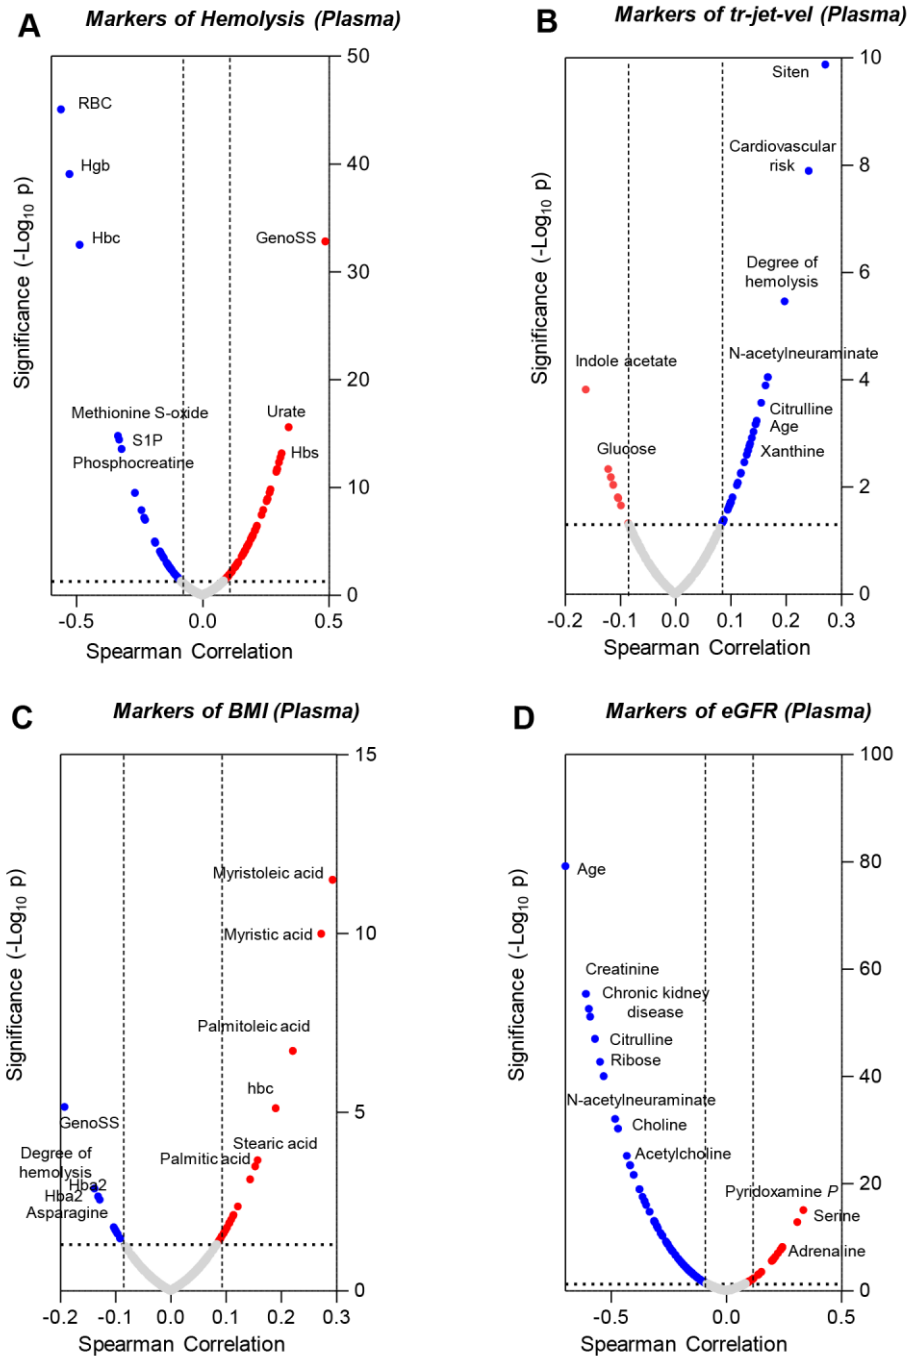 A
Markers of Hemolysis (Plasma)
50
40
30
20
10
0
Significance (-Log10 p)
RBC
Hgb
Hbc
GenoSS
Methionine S-oxide
S1P
Phosphocreatine
Urate
Hbs
-0.5
0.0
0.5
Spearman Correlation
B
Markers of tr-jet-vel (Plasma)
10
8
6
4
2
0
Significance (-Log10 p)
Siten
Cardiovascular
risk
Degree of
hemolysis
N-acetylneuraminate
Indole acetate
Citrulline
Age
Glucose
Xanthine
-0.2
-0.1
0.0
0.1
0.2
0.3
Spearman Correlation
C
Markers of BMI (Plasma)
15
10
5
0
Significance (-Log10 p)
Myristoleic acid
Myristic acid
Palmitoleic acid
hbc
GenoSS
Stearic acid
Palmitic acid
Degree of
hemolysis
Hba2
Hba2
Asparagine
-0.2
-0.1
0.0
0.1
0.2
0.3
Spearman Correlation
D
Markers of eGFR (Plasma)
100
80
60
40
20
0
Significance (-Log10 p)
Age
Creatinine
Chronic kidney
disease
Citrulline
Ribose
N-acetylneuraminate
Choline
Acetylcholine
Pyridoxamine P
Serine
Adrenaline
-0.5
0.0
0.5
Spearman Correlation